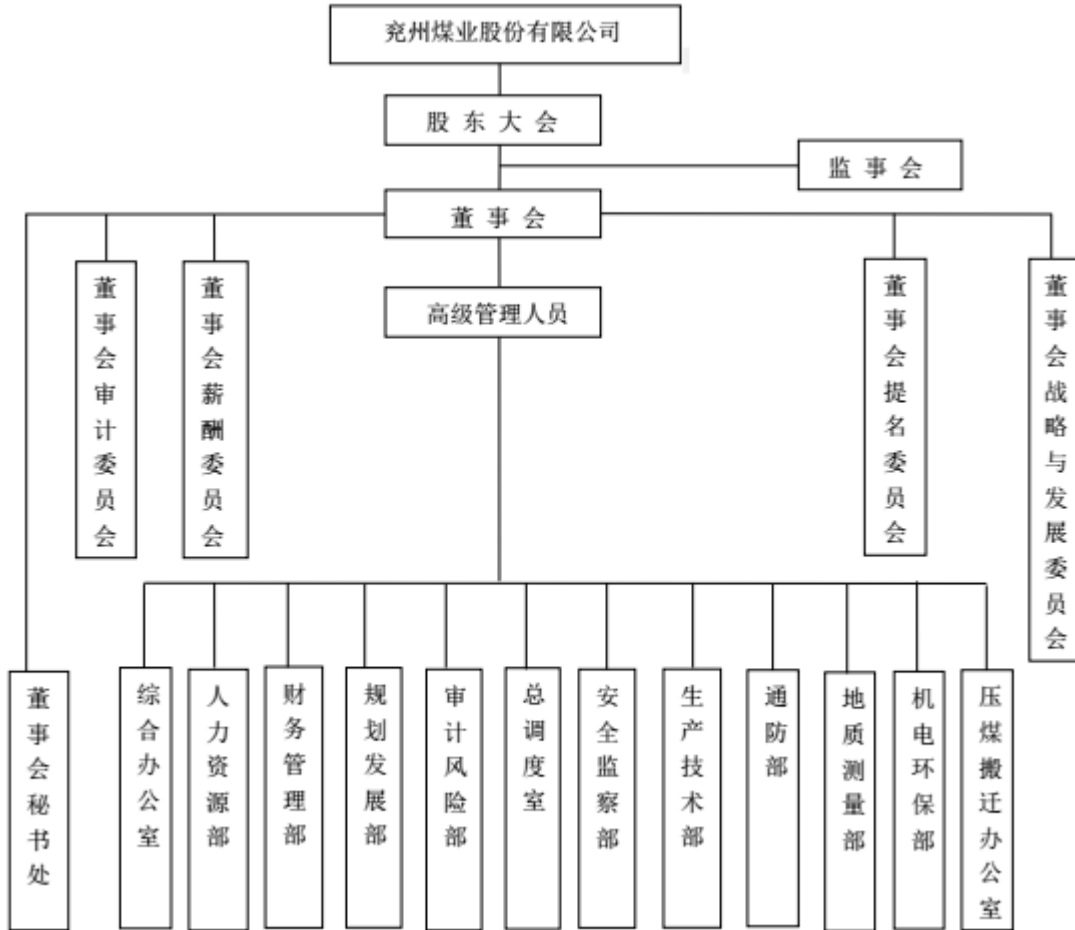 兖州煤业股份有限公司
股东大会
监事会
董事会
高级管理人员
董事会审计委员会
董事会薪酬委员会
董事会提名委员会
董事会战略与发展委员会
董事会秘书处
综合办公室
人力资源部
财务管理部
规划发展部
审计风险部
总调度室
安全监察部
生产技术部
通防部
地质测量部
机电环保部
压煤搬迁办公室